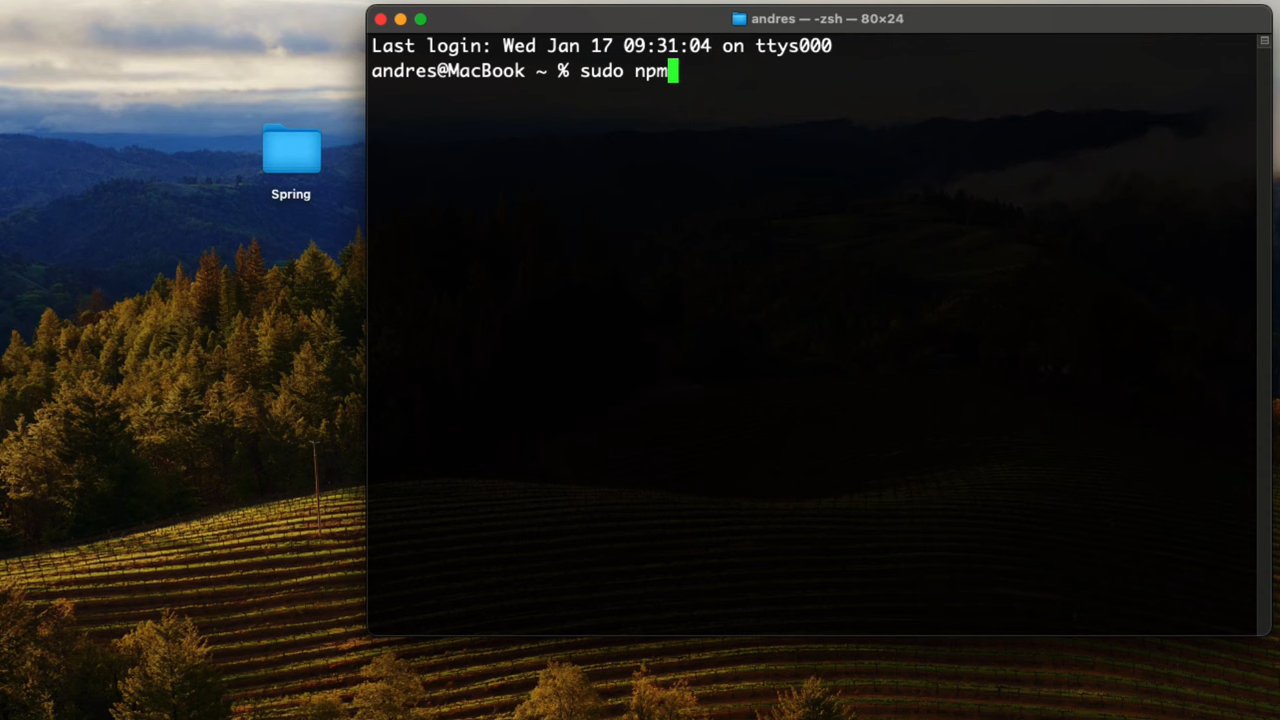 andres — -zsh — 80×24
Last login: Wed Jan 17 09:31:04 on ttys000
andres@MacBook ~ % sudo npm
Spring